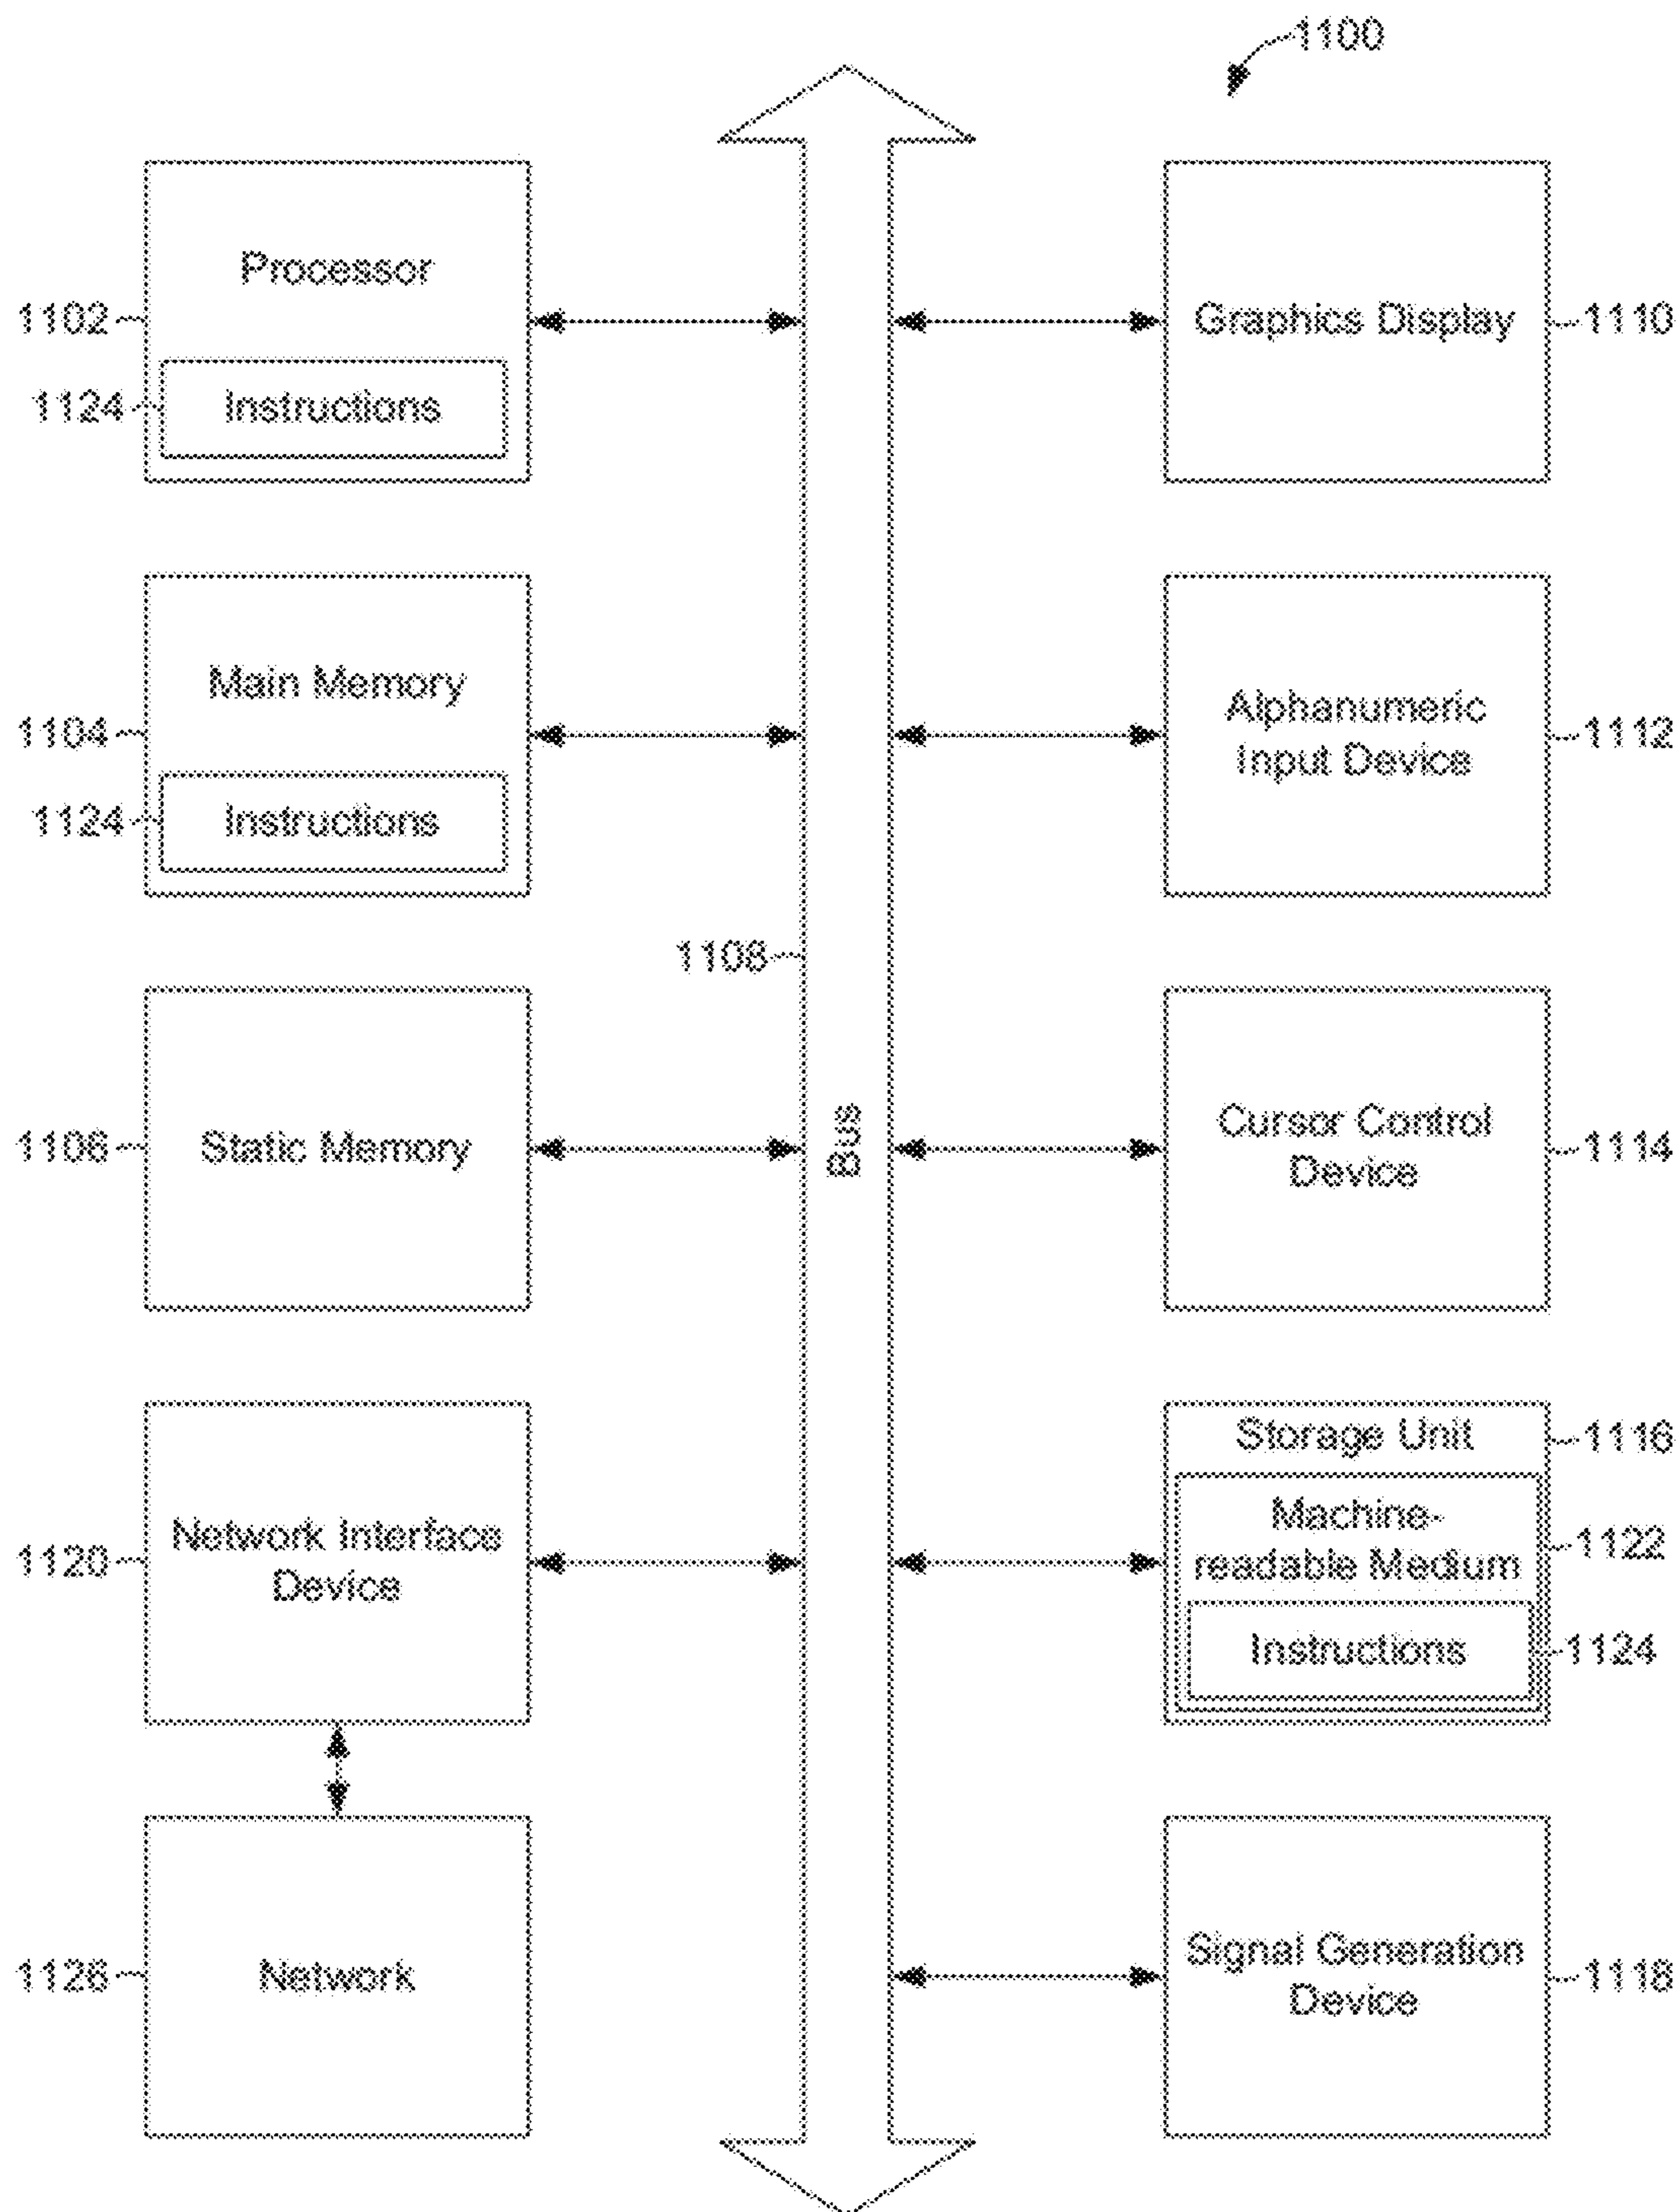 1100
Processor
1102
1124
Instructions
Graphics Display
1110
Main Memory
1104
1124
Instructions
Alphanumeric
Input Device
1112
1108
Bus
Static Memory
1106
Cursor Control
Device
1114
Network Interface
Device
1120
Storage Unit
1116
Machine-
readable Medium
1122
Instructions
1124
Network
1126
Signal Generation
Device
1118